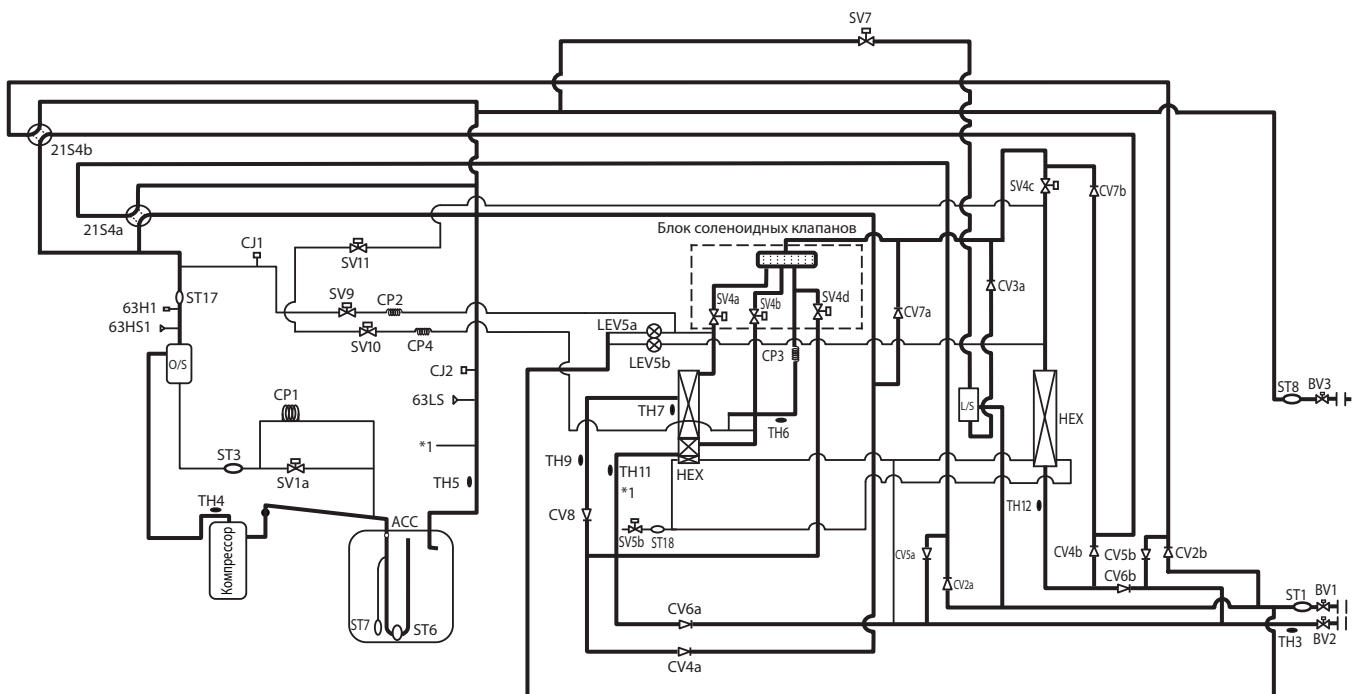 SV7
21S4b
21S4a
CJ1
SV11
Блок соленоидных клапанов
SV4c
CV7b
ST17
63H1
63HS1
SV9
CP2
SV10
CP4
LEV5a
LEV5b
SV4a
SV4b
SV4d
CP3
CV7a
CV3a
O/S
CJ2
63LS
*1
CP1
ST3
SV1a
TH5
TH4
ACC
Компрессор
ST7
ST6
TH7
TH6
TH9
TH11
*1
HEX
CV8
SV5b
ST18
L/S
HEX
TH12
ST8
BV3
CV5a
CV2a
CV4b
CV5b
CV2b
CV6b
CV6a
CV4a
ST1
BV1
BV2
TH3